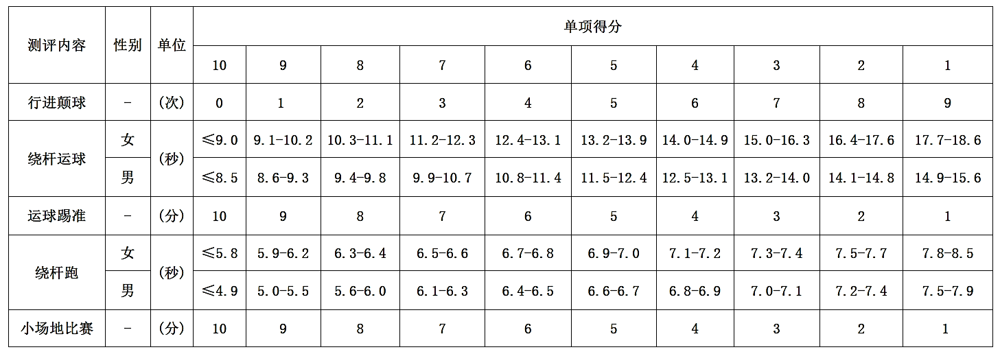 测评内容 性别 单位 单项得分
10 9 8 7 6 5 4 3 2 1
行进颠球 - (次) 0 1 2 3 4 5 6 7 8 9
绕杆运球 女 (秒) ≤9.0 9.1-10.2 10.3-11.1 11.2-12.3 12.4-13.1 13.2-13.9 14.0-14.9 15.0-16.3 16.4-17.6 17.7-18.6
男 ≤8.5 8.6-9.3 9.4-9.8 9.9-10.7 10.8-11.4 11.5-12.4 12.5-13.1 13.2-14.0 14.1-14.8 14.9-15.6
运球踢准 - (分) 10 9 8 7 6 5 4 3 2 1
绕杆跑 女 (秒) ≤5.8 5.9-6.2 6.3-6.4 6.5-6.6 6.7-6.8 6.9-7.0 7.1-7.2 7.3-7.4 7.5-7.7 7.8-8.5
男 ≤4.9 5.0-5.5 5.6-6.0 6.1-6.3 6.4-6.5 6.6-6.7 6.8-6.9 7.0-7.1 7.2-7.4 7.5-7.9
小场地比赛 - (分) 10 9 8 7 6 5 4 3 2 1